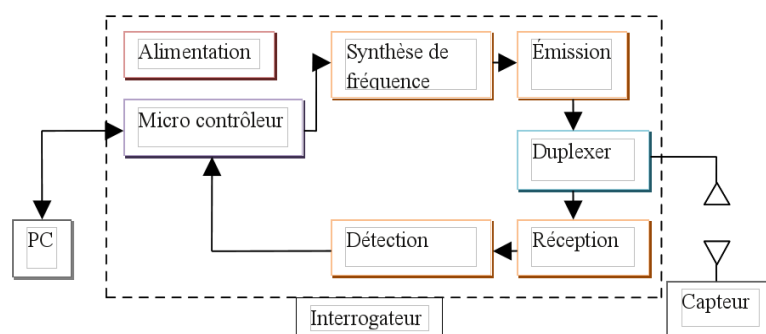 Alimentation
Synthèse de
fréquence
Émission
Micro contrôleur
Duplexer
PC
Détection
Réception
Capteur
Interrogateur